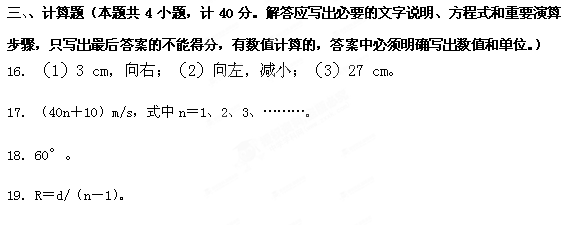 三、、计算题（本题共 4 小题，计 40 分。解答应写出必要的文字说明、方程式和重要演算
步骤，只写出最后答案的不能得分，有数值计算的，答案中必须明确写出数值和单位。）
16. （1）3 cm，向右；（2）向左，减小；（3）27 cm。
17. （40n＋10）m/s，式中 n＝1、2、3、………。
18. 60°。
19. R＝d/（n－1）。